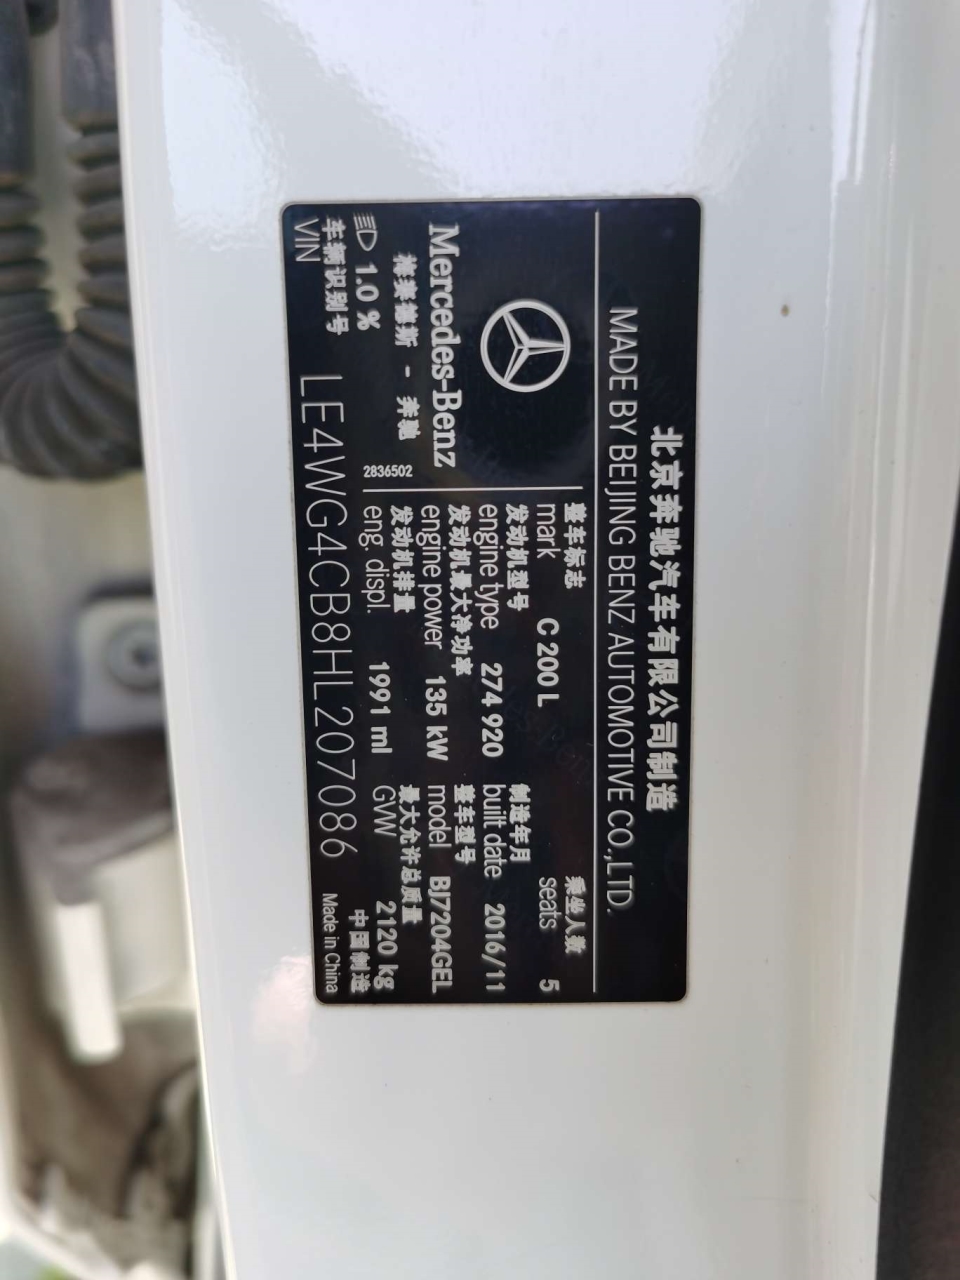 北京奔驰汽车有限公司制造
MADE BY BEIJING BENZ AUTOMOTIVE CO.,LTD.
Mercedes-Benz
梅赛德斯 - 奔驰
1.0 %
2836502
整车标志
mark C 200 L
乘坐人数
seats 5
发动机型号
engine type 274 920
制造年月
built date 2016/11
发动机最大净功率
engine power 135 kW
整车型号
model BJ7204GEL
发动机排量
eng. displ. 1991 ml
最大允许总质量
GVW 2120 kg
车辆识别号
VIN LE4WG4CB8HL207086
中国制造
Made in China